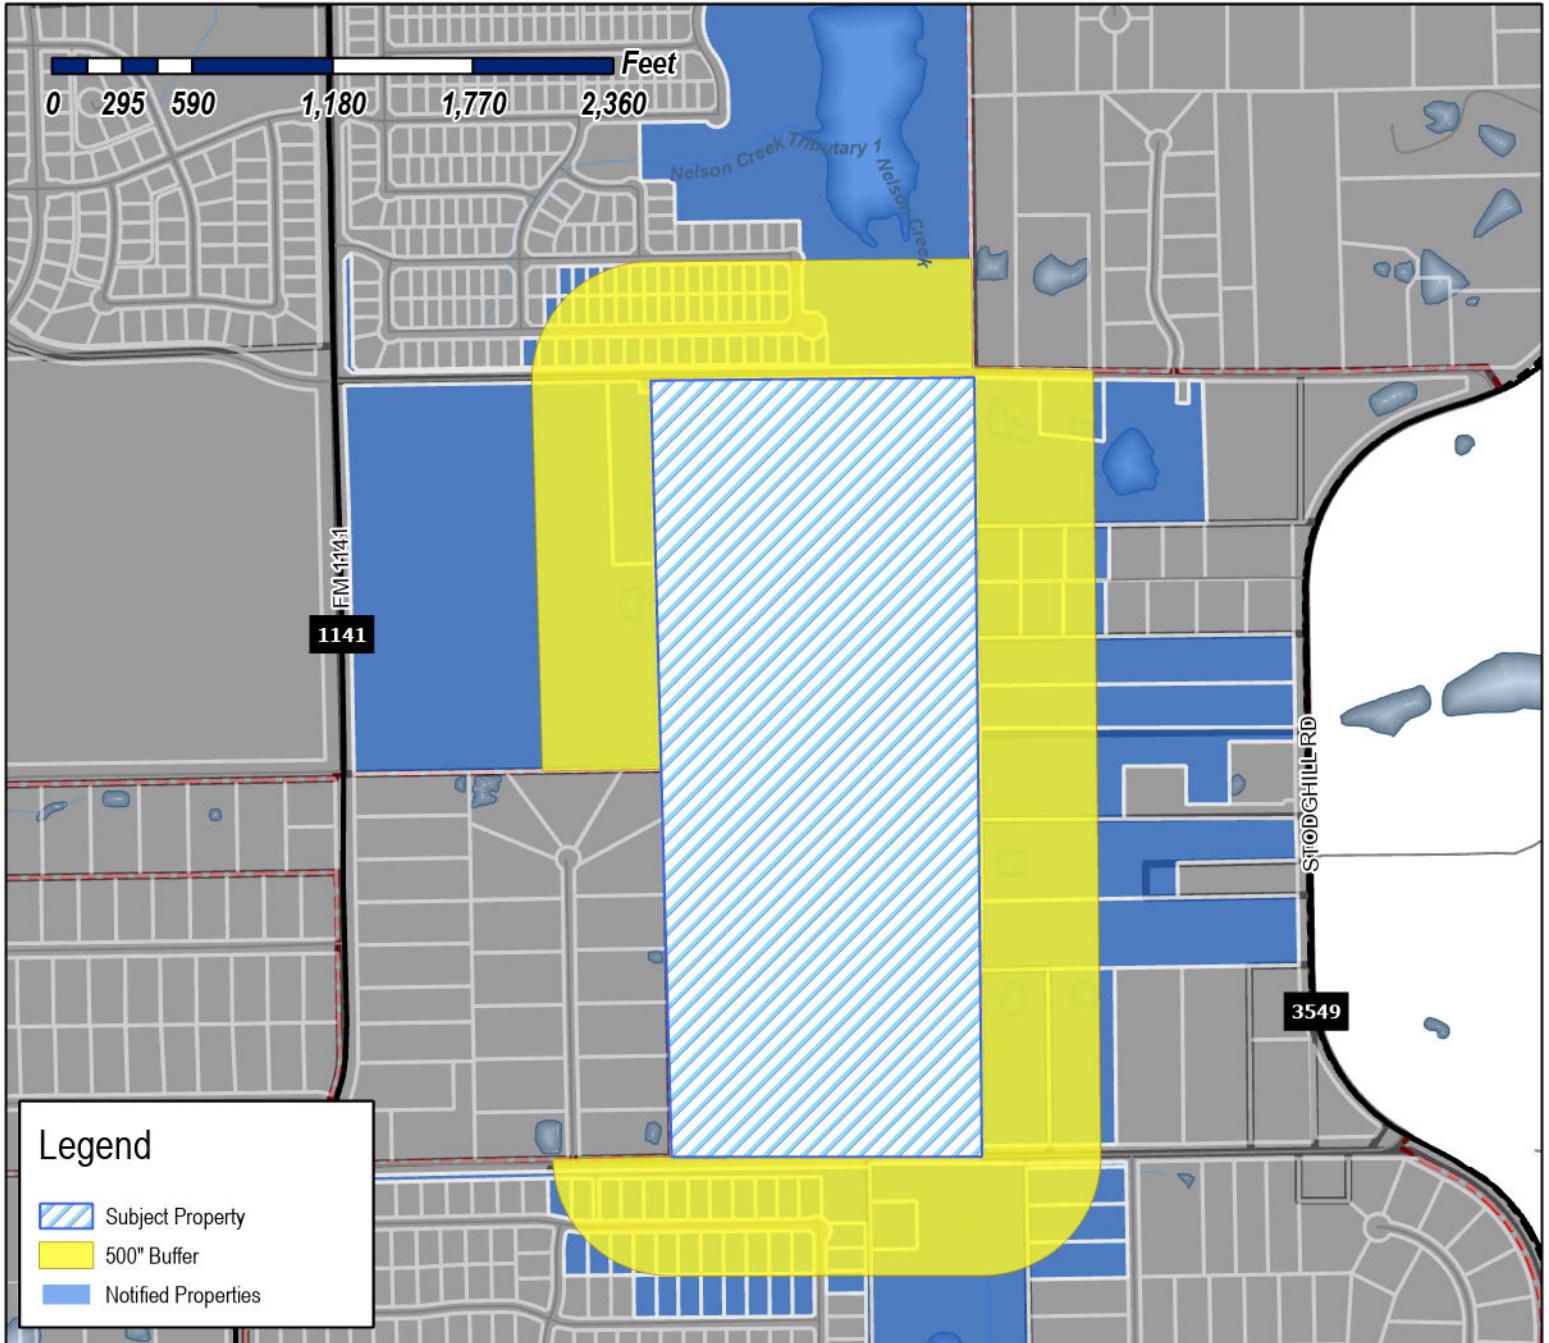 Feet
0 295 590 1,180 1,770 2,360
Nelson Creek Tributary 1
Nelson Creek
FM 1141
1141
STODGHILL RD
3549
Legend
Subject Property
500" Buffer
Notified Properties